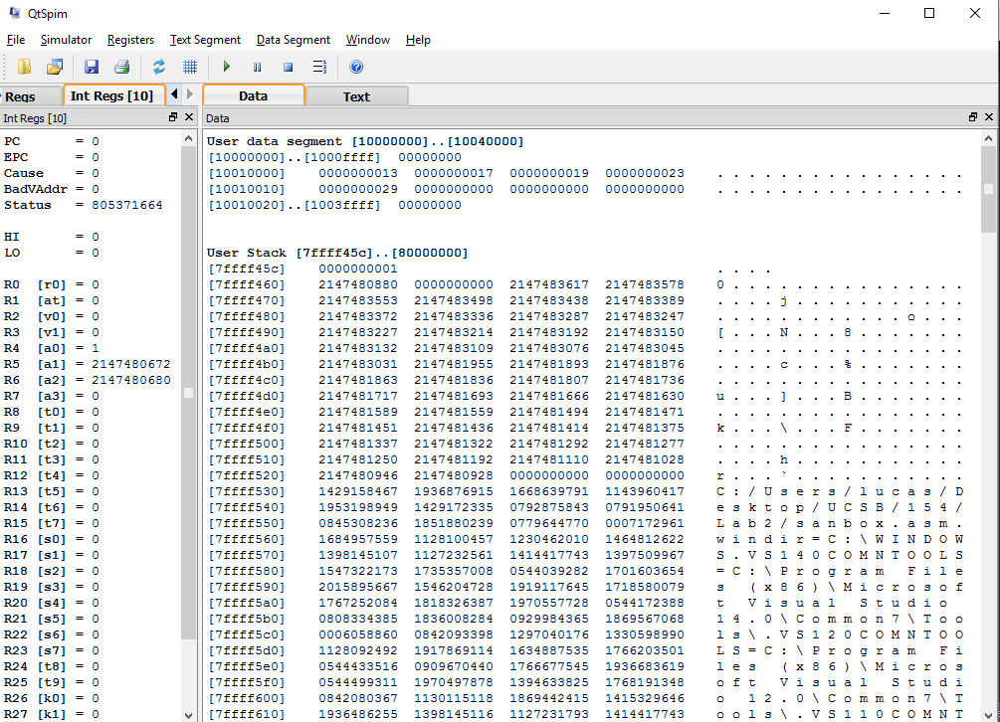 QtSpim
File Simulator Registers Text Segment Data Segment Window Help
Regs Int Regs [10] Data Text
Int Regs [10]
PC = 0
EPC = 0
Cause = 0
BadVAddr = 0
Status = 805371664
HI = 0
LO = 0
R0 [r0] = 0
R1 [at] = 0
R2 [v0] = 0
R3 [v1] = 0
R4 [a0] = 1
R5 [a1] = 2147480672
R6 [a2] = 2147480680
R7 [a3] = 0
R8 [t0] = 0
R9 [t1] = 0
R10 [t2] = 0
R11 [t3] = 0
R12 [t4] = 0
R13 [t5] = 0
R14 [t6] = 0
R15 [t7] = 0
R16 [s0] = 0
R17 [s1] = 0
R18 [s2] = 0
R19 [s3] = 0
R20 [s4] = 0
R21 [s5] = 0
R22 [s6] = 0
R23 [s7] = 0
R24 [t8] = 0
R25 [t9] = 0
R26 [k0] = 0
R27 [k1] = 0
Data
User data segment [10000000]..[10040000]
[10000000]..[1000ffff] 00000000
[10010000] 0000000013 0000000017 0000000019 0000000023 . . . . . . . . . . . . . . . .
[10010010] 0000000029 0000000000 0000000000 0000000000 . . . . . . . . . . . . . . . .
[10010020]..[1003ffff] 00000000
User Stack [7ffff45c]..[80000000]
[7ffff45c] 0000000001 . . . .
[7ffff460] 2147480880 0000000000 2147483617 2147483578 0 . . . . . . . . . . . . . . .
[7ffff470] 2147483553 2147483498 2147483438 2147483389 . . . . j . . . . . . . . . . .
[7ffff480] 2147483372 2147483336 2147483287 2147483247 . . . . . . . . . . . . o . . .
[7ffff490] 2147483227 2147483214 2147483192 2147483150 [ . . . N . . . 8 . . . . . . .
[7ffff4a0] 2147483132 2147483109 2147483076 2147483045 . . . . . . . . . . . . . . . .
[7ffff4b0] 2147483031 2147481955 2147481893 2147481876 . . . . c . . . % . . . . . . .
[7ffff4c0] 2147481863 2147481836 2147481807 2147481736 . . . . . . . . . . . . . . . .
[7ffff4d0] 2147481717 2147481693 2147481666 2147481630 u . . . ] . . . B . . . . . . .
[7ffff4e0] 2147481589 2147481559 2147481494 2147481471 . . . . . . . . . . . . . . . .
[7ffff4f0] 2147481451 2147481436 2147481414 2147481375 k . . . \ . . . F . . . . . . .
[7ffff500] 2147481337 2147481322 2147481292 2147481277 . . . . . . . . . . . . . . . .
[7ffff510] 2147481250 2147481192 2147481110 2147481028 . . . . h . . . . . . . . . . .
[7ffff520] 2147480946 2147480928 0000000000 0000000000 r . . . ` . . . . . . . . . . .
[7ffff530] 1429158467 1936876915 1668639791 1143960417 C : / U s e r s / l u c a s / D
[7ffff540] 1953198949 1429172335 0792875843 0791950641 e s k t o p / U C S B / 1 5 4 /
[7ffff550] 0845308236 1851880239 0779644770 0007172961 L a b 2 / s a n b o x . a s m .
[7ffff560] 1684957559 1128100457 1230462010 1464812622 w i n d i r = C : \ W I N D O W
[7ffff570] 1398145107 1127232561 1414417743 1397509967 S . V S 1 4 0 C O M N T O O L S
[7ffff580] 1547322173 1735357008 0544039282 1701603654 = C : \ P r o g r a m F i l e
[7ffff590] 2015895667 1546204728 1919117645 1718580079 s ( x 8 6 ) \ M i c r o s o f
[7ffff5a0] 1767252084 1818326387 1970557728 0544172388 t V i s u a l S t u d i o
[7ffff5b0] 0808334385 1836008284 0929984365 1869567068 1 4 . 0 \ C o m m o n 7 \ T o o
[7ffff5c0] 0006058860 0842093398 1297040176 1330598990 l s \ . V S 1 2 0 C O M N T O O
[7ffff5d0] 1128092492 1917869114 1634887535 1766203501 L S = C : \ P r o g r a m F i
[7ffff5e0] 0544433516 0909670440 1766677545 1936683619 l e s ( x 8 6 ) \ M i c r o s
[7ffff5f0] 0544499311 1970497878 1394633825 1768191348 o f t V i s u a l S t u d i
[7ffff600] 0842080367 1130115118 1869442415 1415329646 o 1 2 . 0 \ C o m m o n 7 \ T
[7ffff610] 1936486255 1398145116 1127231793 1414417743 o o l s \ . V S 1 1 0 C O M N T